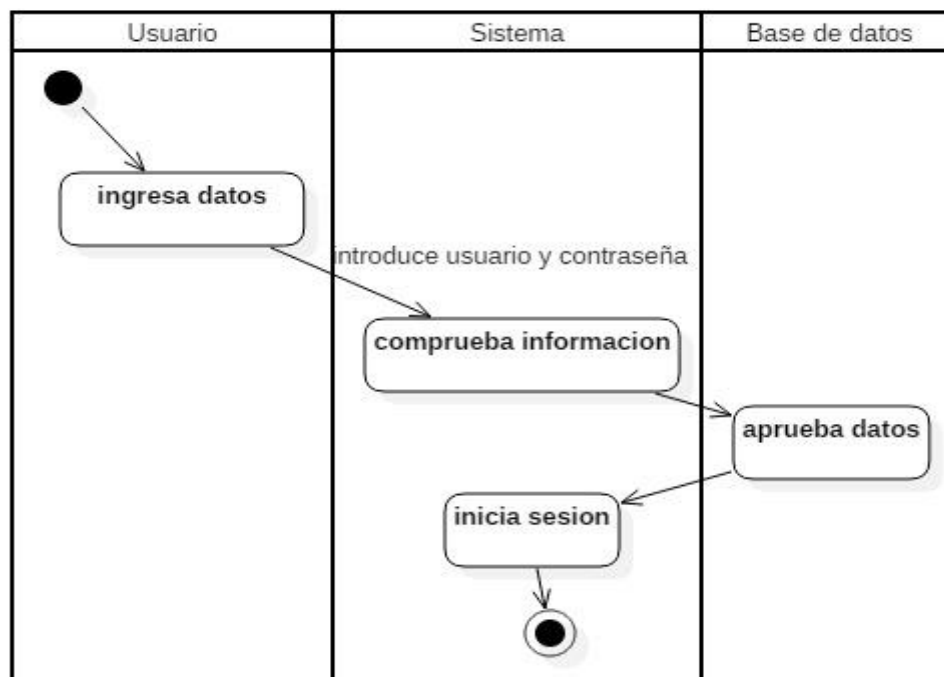 Usuario
Sistema
Base de datos
ingresa datos
introduce usuario y contraseña
comprueba informacion
aprueba datos
inicia sesion